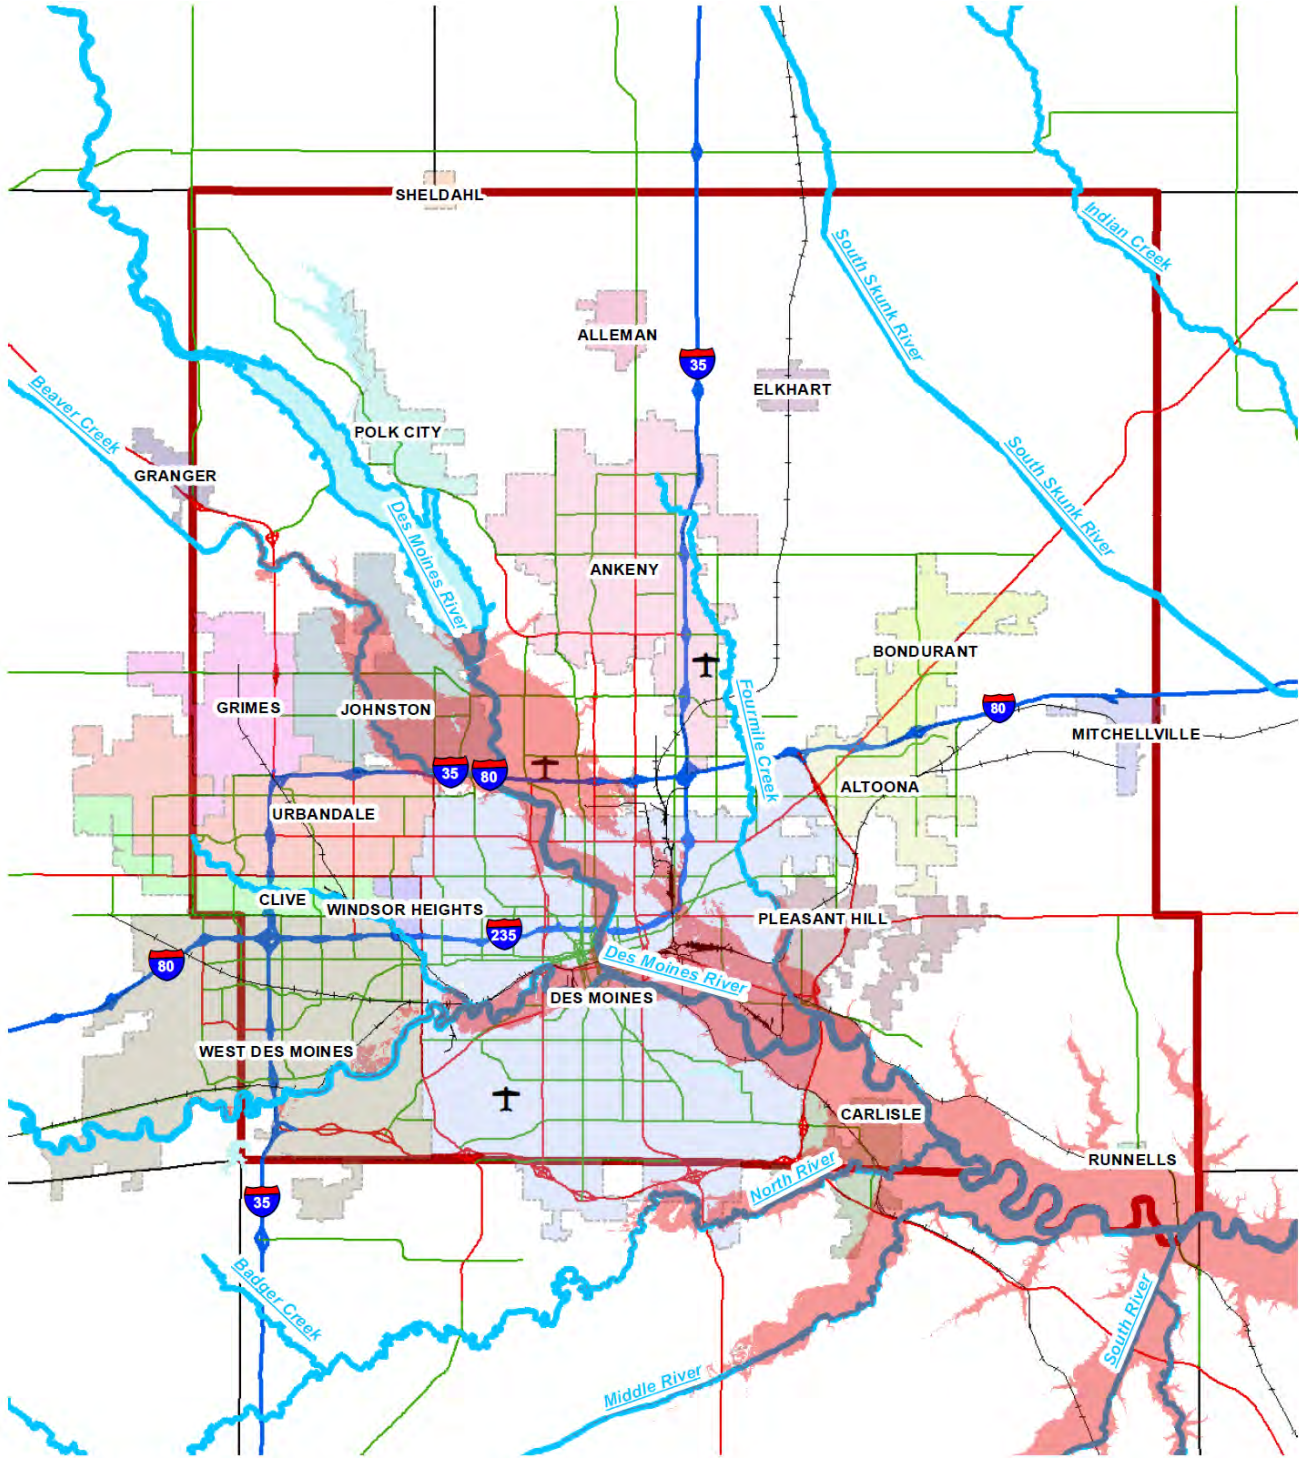 SHELDAHL
Indian Creek
South Skunk River
ALLEMAN
35
ELKHART
Beaver Creek
POLK CITY
GRANGER
South Skunk River
Des Moines River
ANKENY
BONDURANT
GRIMES
JOHNSTON
Fourmile Creek
80
MITCHELLVILLE
35
80
ALTOONA
URBANDALE
CLIVE
WINDSOR HEIGHTS
PLEASANT HILL
235
80
Des Moines River
DES MOINES
WEST DES MOINES
CARLISLE
RUNNELLS
North River
35
Badger Creek
South River
Middle River